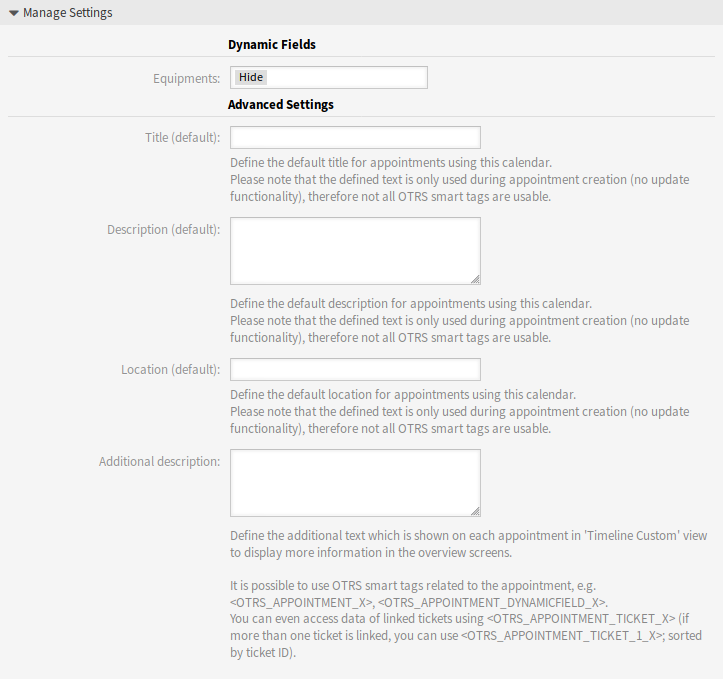 Manage Settings
Dynamic Fields
Equipments: Hide
Advanced Settings
Title (default):
Define the default title for appointments using this calendar.
Please note that the defined text is only used during appointment creation (no update
functionality), therefore not all OTRS smart tags are usable.
Description (default):
Define the default description for appointments using this calendar.
Please note that the defined text is only used during appointment creation (no update
functionality), therefore not all OTRS smart tags are usable.
Location (default):
Define the default location for appointments using this calendar.
Please note that the defined text is only used during appointment creation (no update
functionality), therefore not all OTRS smart tags are usable.
Additional description:
Define the additional text which is shown on each appointment in 'Timeline Custom' view
to display more information in the overview screens.
It is possible to use OTRS smart tags related to the appointment, e.g.
<OTRS_APPOINTMENT_X>, <OTRS_APPOINTMENT_DYNAMICFIELD_X>.
You can even access data of linked tickets using <OTRS_APPOINTMENT_TICKET_X> (if
more than one ticket is linked, you can use <OTRS_APPOINTMENT_TICKET_1_X>; sorted
by ticket ID).